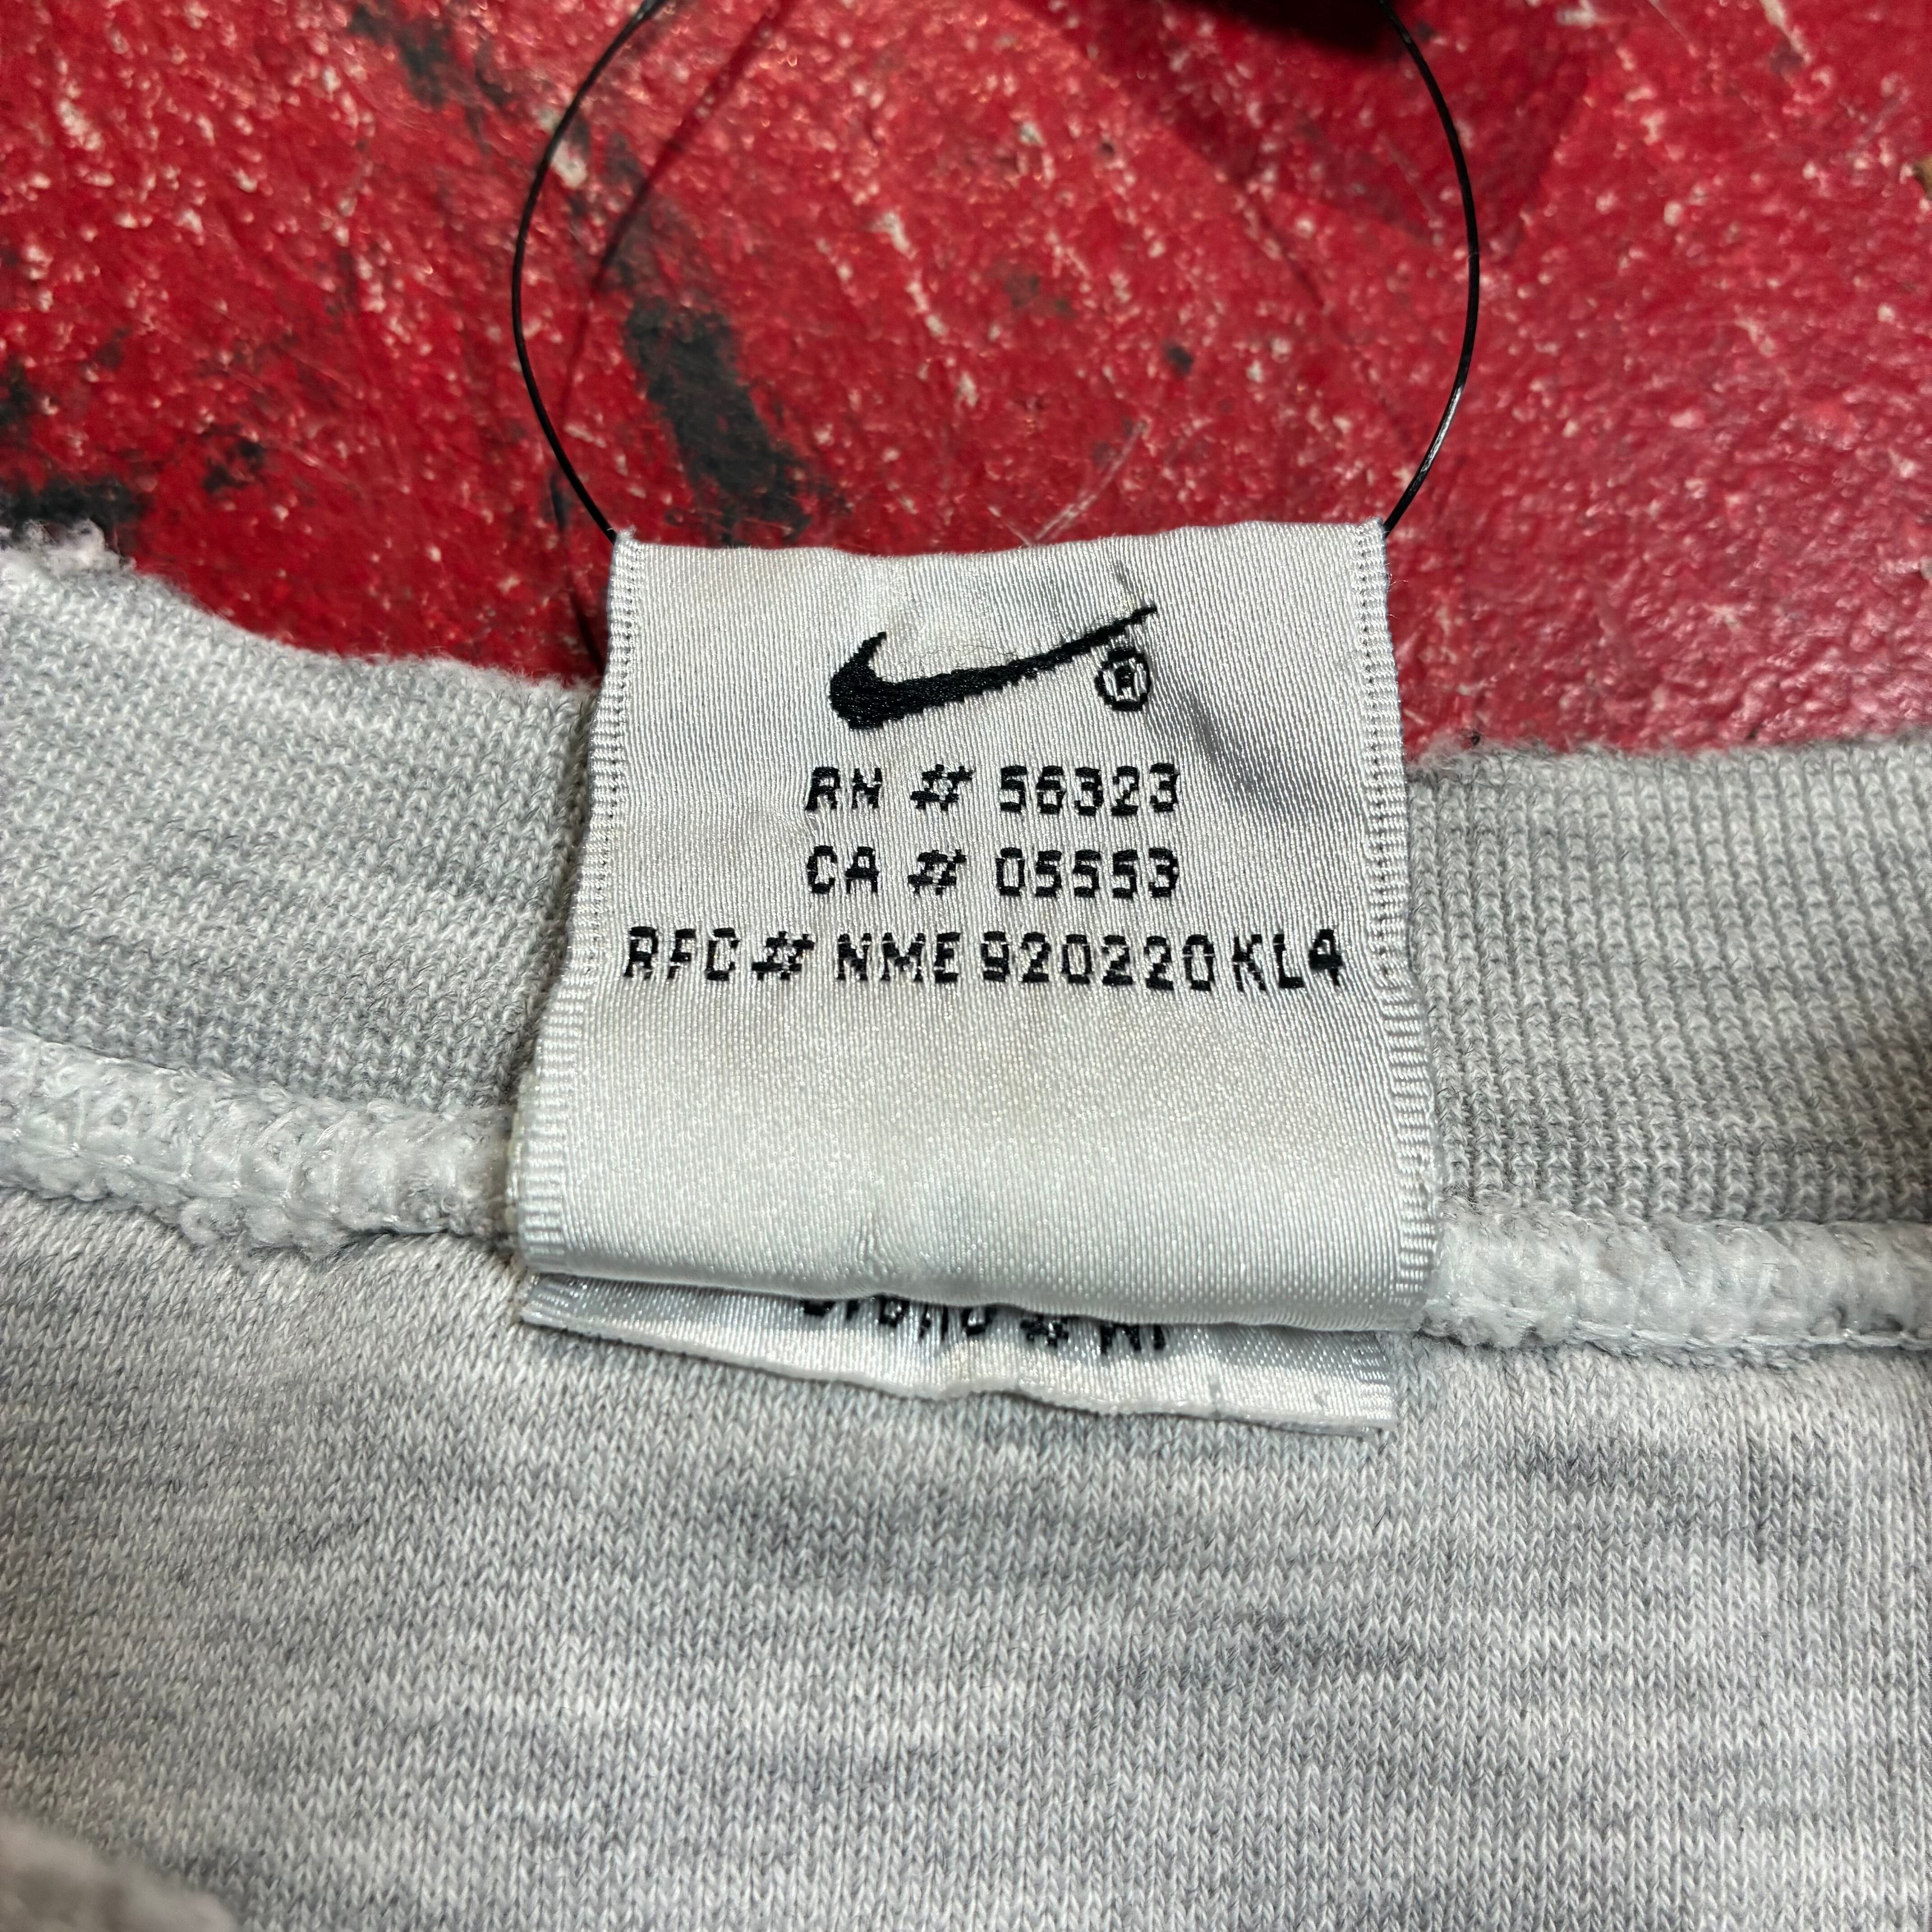 ®
RN # 56323
CA # 05553
RFC # NME 920220 KL4